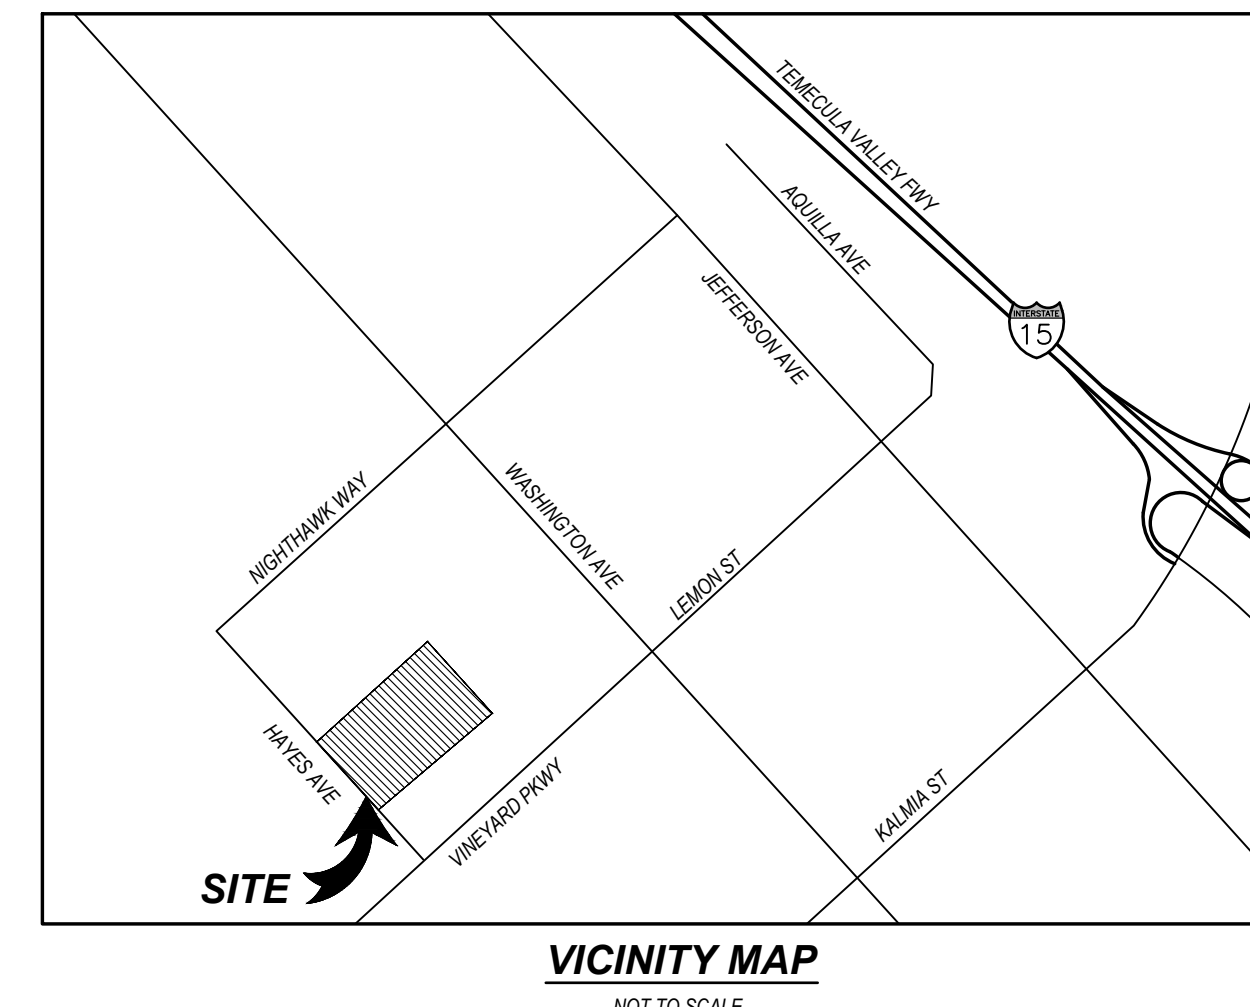 TEMECULA VALLEY FWY
AQUILLA AVE
JEFFERSON AVE
INTERSTATE
15
NIGHTHAWK WAY
WASHINGTON AVE
LEMON ST
HAYES AVE
VINEYARD PKWY
KALMIA ST
SITE
VICINITY MAP
NOT TO SCALE